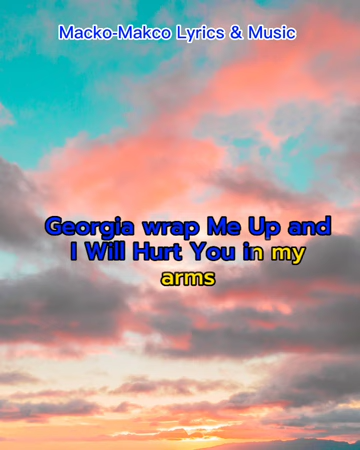 Macko-Makco Lyrics & Music
Georgia wrap Me Up and
I Will Hurt You in my
arms